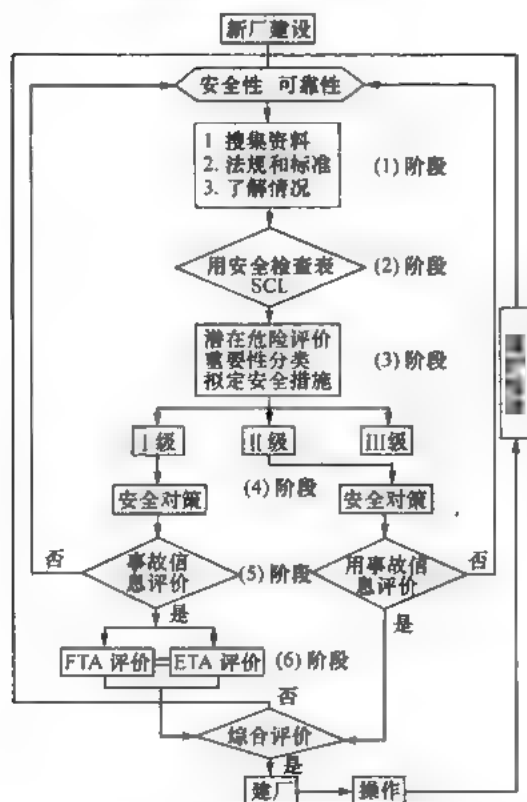 新厂建设
安全性 可靠性
1 搜集资料
2. 法规和标准
3. 了解情况
(1) 阶段
用安全检查表
SCL
(2) 阶段
潜在危险评价
重要性分类
拟定安全措施
(3) 阶段
I 级
II 级
III级
(4) 阶段
安全对策
安全对策
否
事故信
息评价
(5) 阶段
用事故信
息评价
否
是
是
FTA 评价
ETA 评价
(6) 阶段
否
综合评价
是
建厂
操作